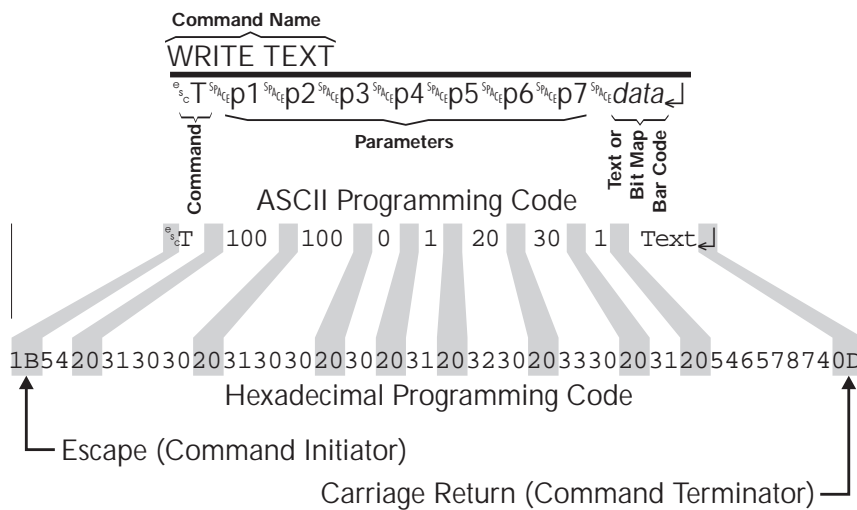 Command Name
WRITE TEXT
ᵉₛ꜀T SPACE p1 SPACE p2 SPACE p3 SPACE p4 SPACE p5 SPACE p6 SPACE p7 SPACE data↵
Command
Parameters
Text or
Bit Map
Bar Code
ASCII Programming Code
escT 100 100 0 1 20 30 1 Text↵
1B54203130302031303020302031203230203330203120546578740D
Hexadecimal Programming Code
Escape (Command Initiator)
Carriage Return (Command Terminator)